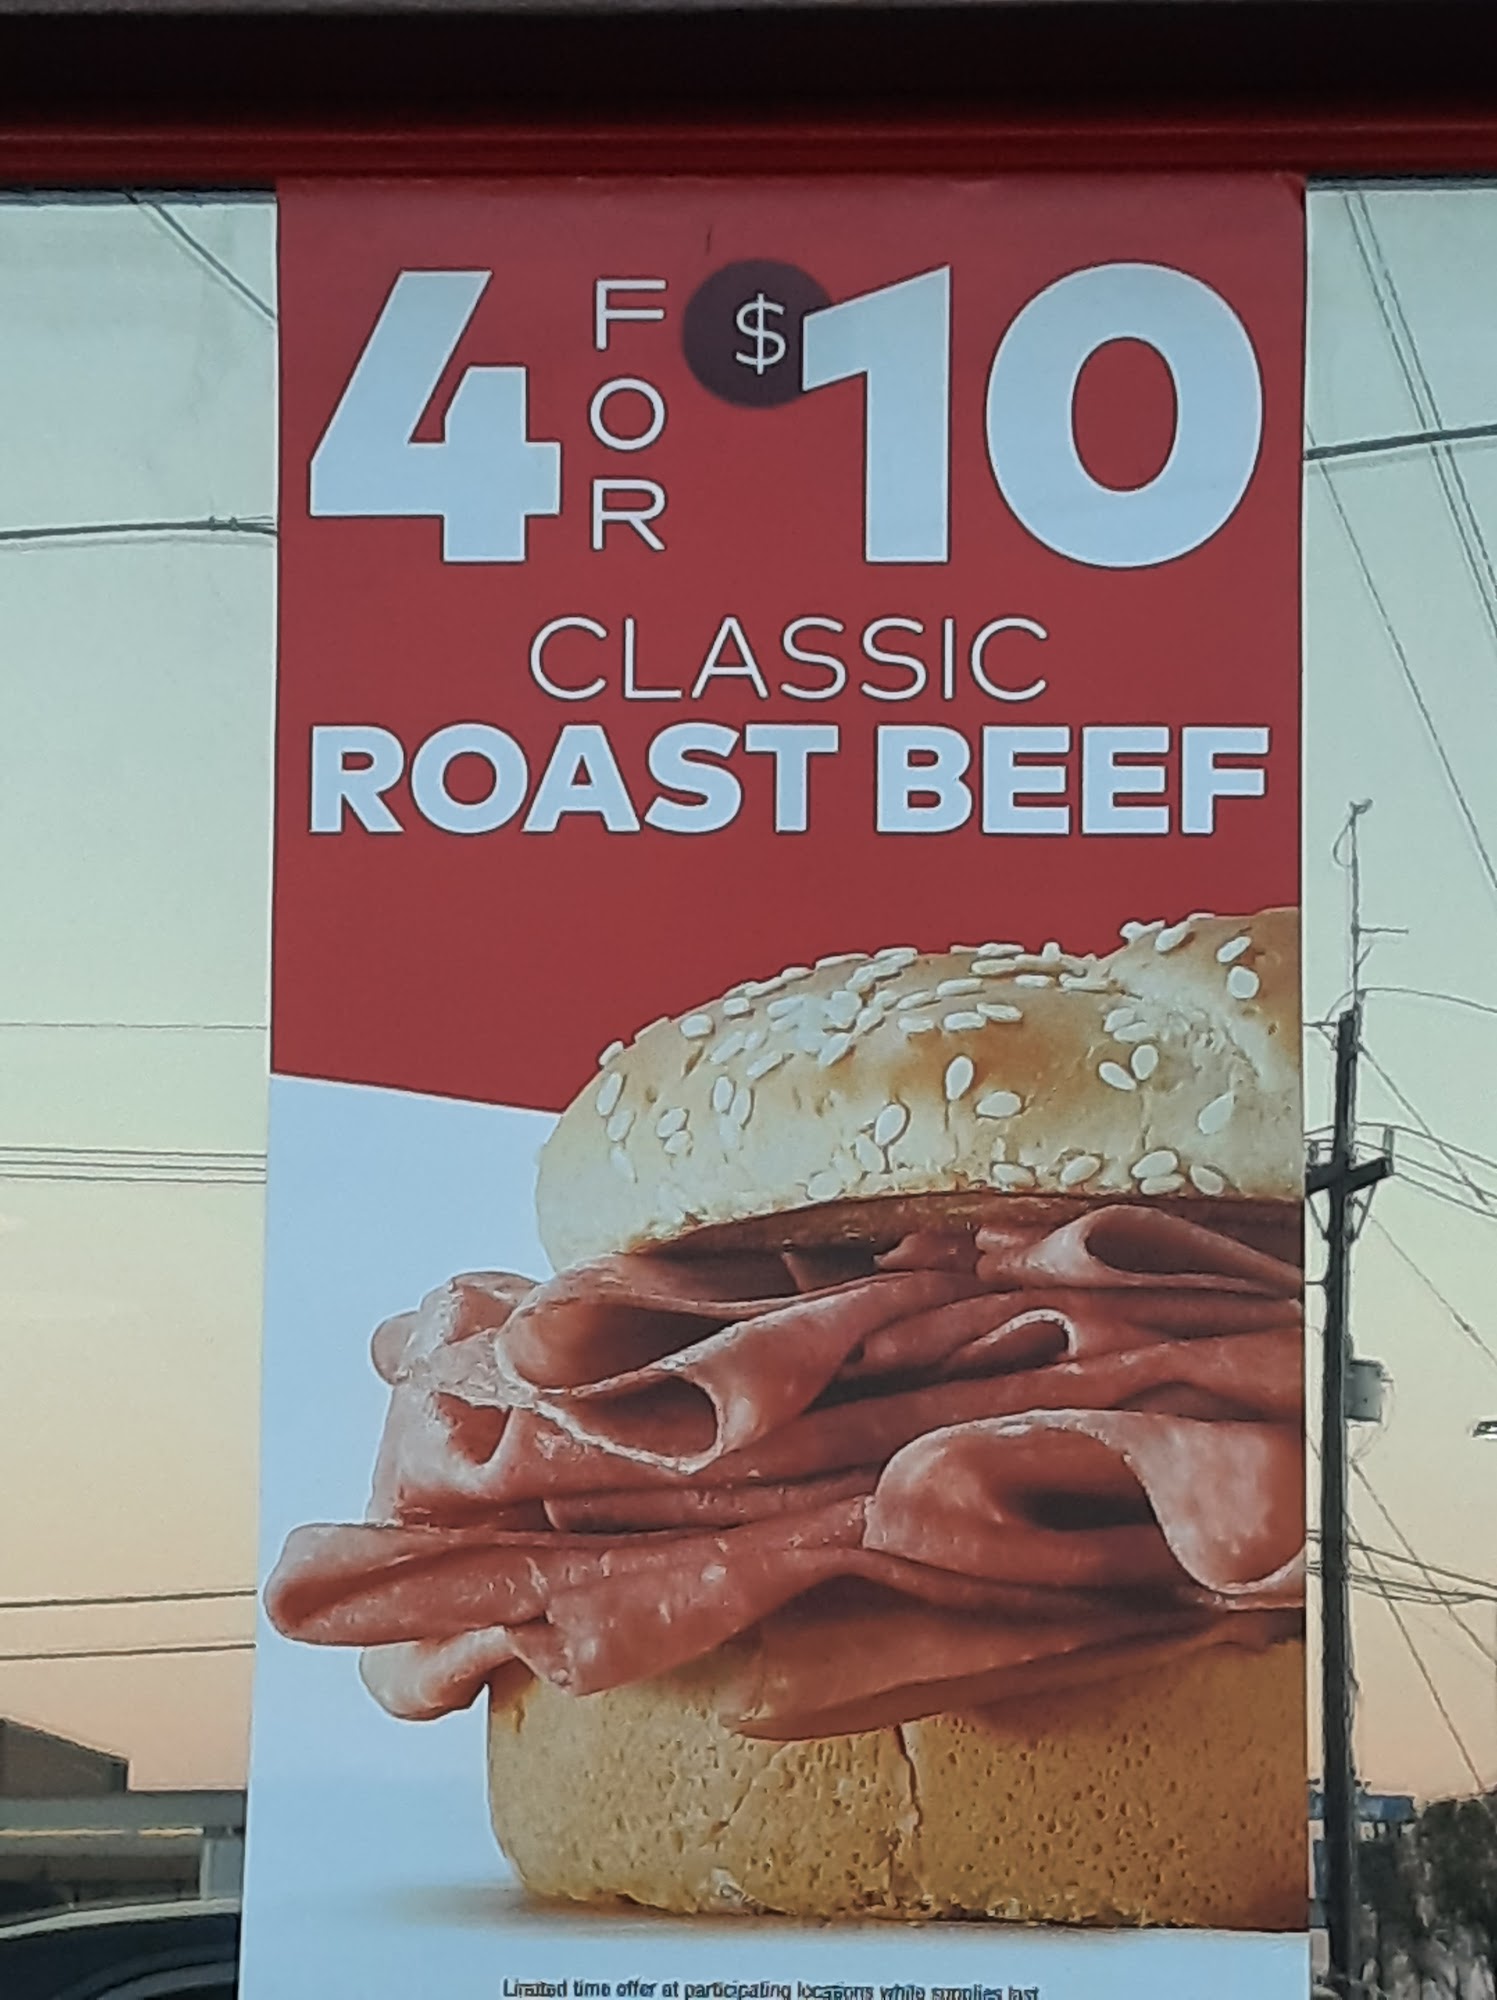 4 FOR $10
CLASSIC
ROAST BEEF
Limited time offer at participating locations while supplies last